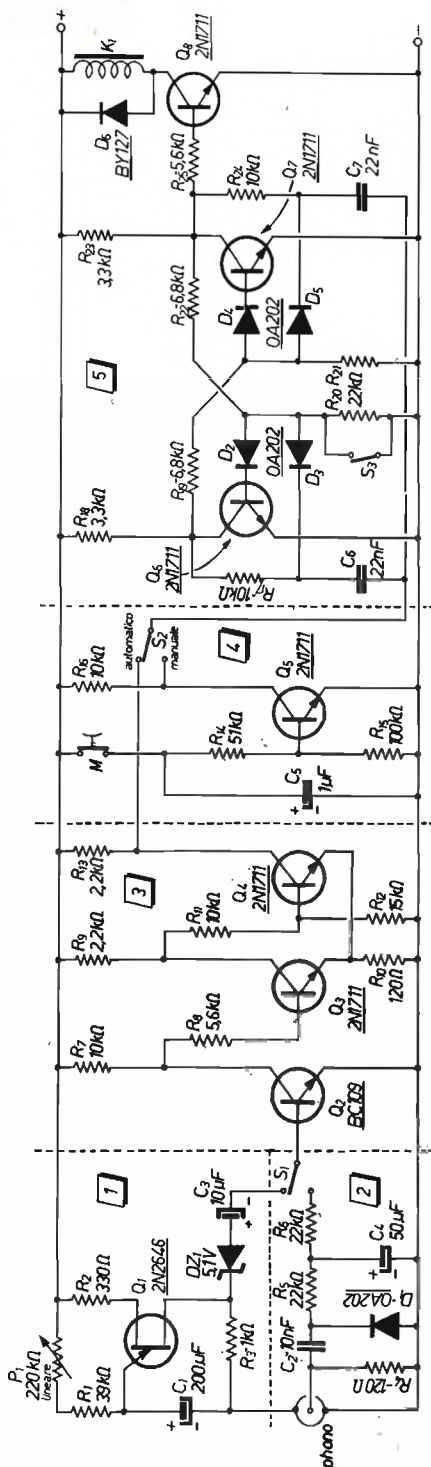 +
P1
220 kΩ
lineare
R1
39kΩ
R2
330Ω
Q1
2N2646
C1
200µF
+
-
R3-1kΩ
DZ1
5,1V
C3
10µF
-
+
1
S1
phono
R4-120Ω
C2-10nF
D1-OA202
R5
22kΩ
R6
22kΩ
C4
50µF
+
-
2
R7
10kΩ
Q2
BC109
R8
5,6kΩ
R9
2,2kΩ
R11
10kΩ
Q3
2N1711
R10
120Ω
R12
15kΩ
Q4
2N1711
R13
2,2kΩ
3
M
C5
1µF
+
-
R14
51kΩ
R15
100kΩ
Q5
2N1711
R16
10kΩ
automatico
S2
manuale
4
R18
3,3kΩ
Q6
2N1711
R17-10kΩ
R19-6,8kΩ
C6
22nF
D2
OA202
D3
S3
R20
R21
22kΩ
5
R22-6,8kΩ
D4
OA202
D5
R23
3,3kΩ
R24
10kΩ
Q7
2N1711
C7
22nF
R25-5,6kΩ
Q8
2N1711
D6
BY127
K1
+
-